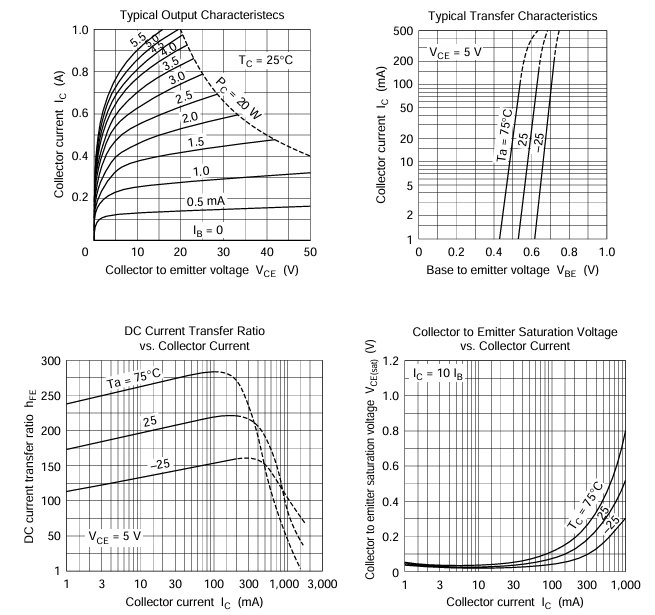 Typical Output Characteristecs
1.0
0.8
0.6
0.4
0.2
0
10
20
30
40
50
Collector current I_C (A)
Collector to emitter voltage V_CE (V)
5.5
5.0
4.5
4.0
3.5
3.0
2.5
2.0
1.5
1.0
0.5 mA
I_B = 0
T_C = 25°C
P_C = 20 W
Typical Transfer Characteristics
500
200
100
50
20
10
5
2
1
0
0.2
0.4
0.6
0.8
1.0
Collector current I_C (mA)
Base to emitter voltage V_BE (V)
V_CE = 5 V
Ta = 75°C
25
–25
DC Current Transfer Ratio
vs. Collector Current
300
250
200
150
100
50
1
1
3
10
30
100
300
1,000
3,000
DC current transfer ratio h_FE
Collector current I_C (mA)
Ta = 75°C
25
–25
V_CE = 5 V
Collector to Emitter Saturation Voltage
vs. Collector Current
1.2
1.0
0.8
0.6
0.4
0.2
0
1
3
10
30
100
300
1,000
Collector to emitter saturation voltage V_CE(sat) (V)
Collector current I_C (mA)
I_C = 10 I_B
T_C = 75°C
25
–25